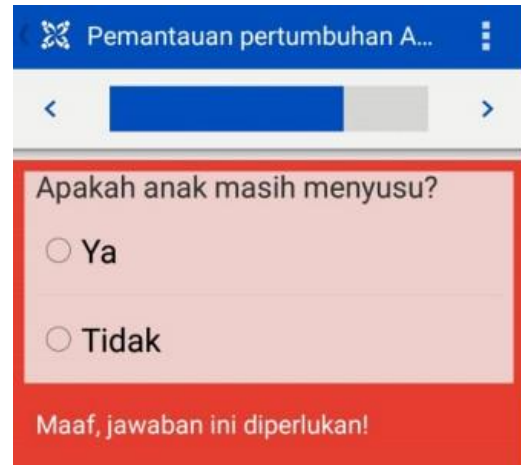 Pemantauan pertumbuhan A...
Apakah anak masih menyusu?
Ya
Tidak
Maaf, jawaban ini diperlukan!